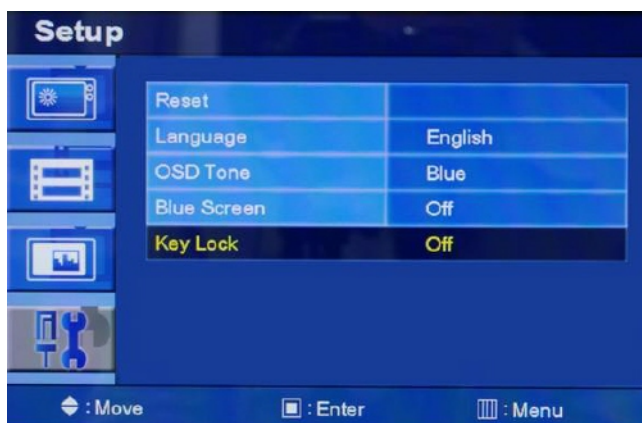 Setup
Reset
Language English
OSD Tone Blue
Blue Screen Off
Key Lock Off
: Move : Enter : Menu